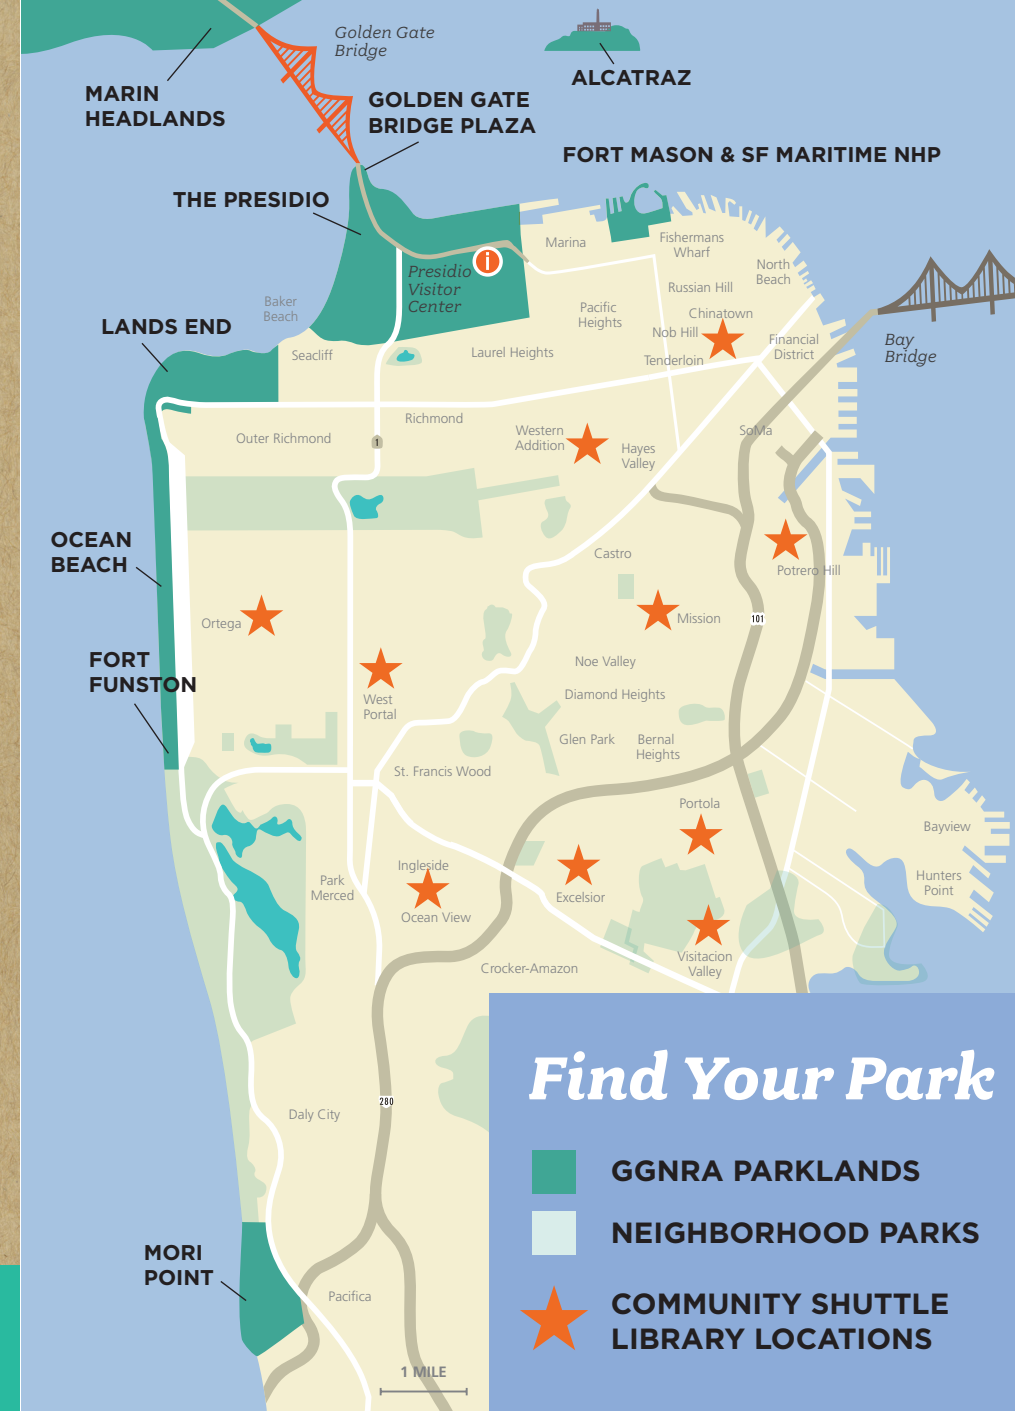 Golden Gate
Bridge
ALCATRAZ
MARIN
HEADLANDS
GOLDEN GATE
BRIDGE PLAZA
FORT MASON & SF MARITIME NHP
THE PRESIDIO
Marina
Fishermans
Wharf
North
Beach
Presidio
Visitor
Center
i
Russian Hill
Baker
Beach
Pacific
Heights
Chinatown
Nob Hill
LANDS END
Financial
District
Bay
Bridge
Seacliff
Laurel Heights
Tenderloin
Richmond
Outer Richmond
1
Western
Addition
Hayes
Valley
SoMa
OCEAN
BEACH
Castro
Potrero Hill
Ortega
Mission
101
FORT
FUNSTON
Noe Valley
West
Portal
Diamond Heights
Glen Park
Bernal
Heights
St. Francis Wood
Portola
Bayview
Ingleside
Park
Merced
Excelsior
Hunters
Point
Ocean View
Visitacion
Valley
Crocker-Amazon
Find Your Park
280
Daly City
GGNRA PARKLANDS
NEIGHBORHOOD PARKS
MORI
POINT
Pacifica
COMMUNITY SHUTTLE
LIBRARY LOCATIONS
1 MILE